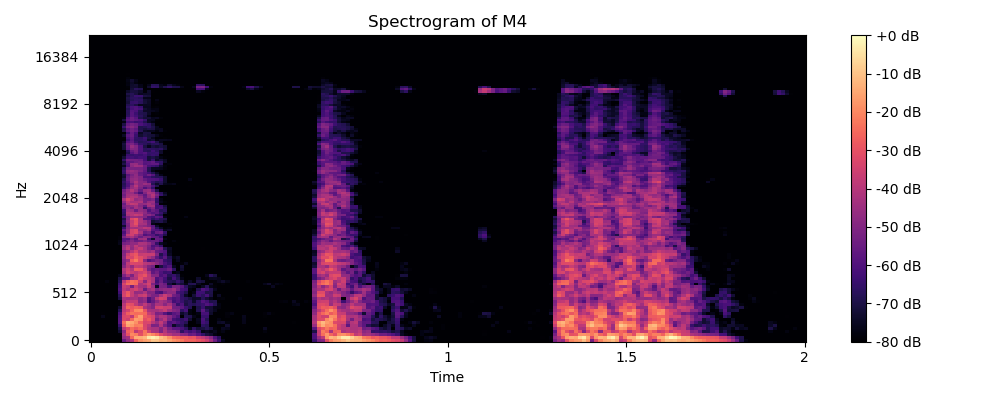 Spectrogram of M4
Hz
16384
8192
4096
2048
1024
512
0
0
0.5
1
1.5
2
Time
+0 dB
-10 dB
-20 dB
-30 dB
-40 dB
-50 dB
-60 dB
-70 dB
-80 dB